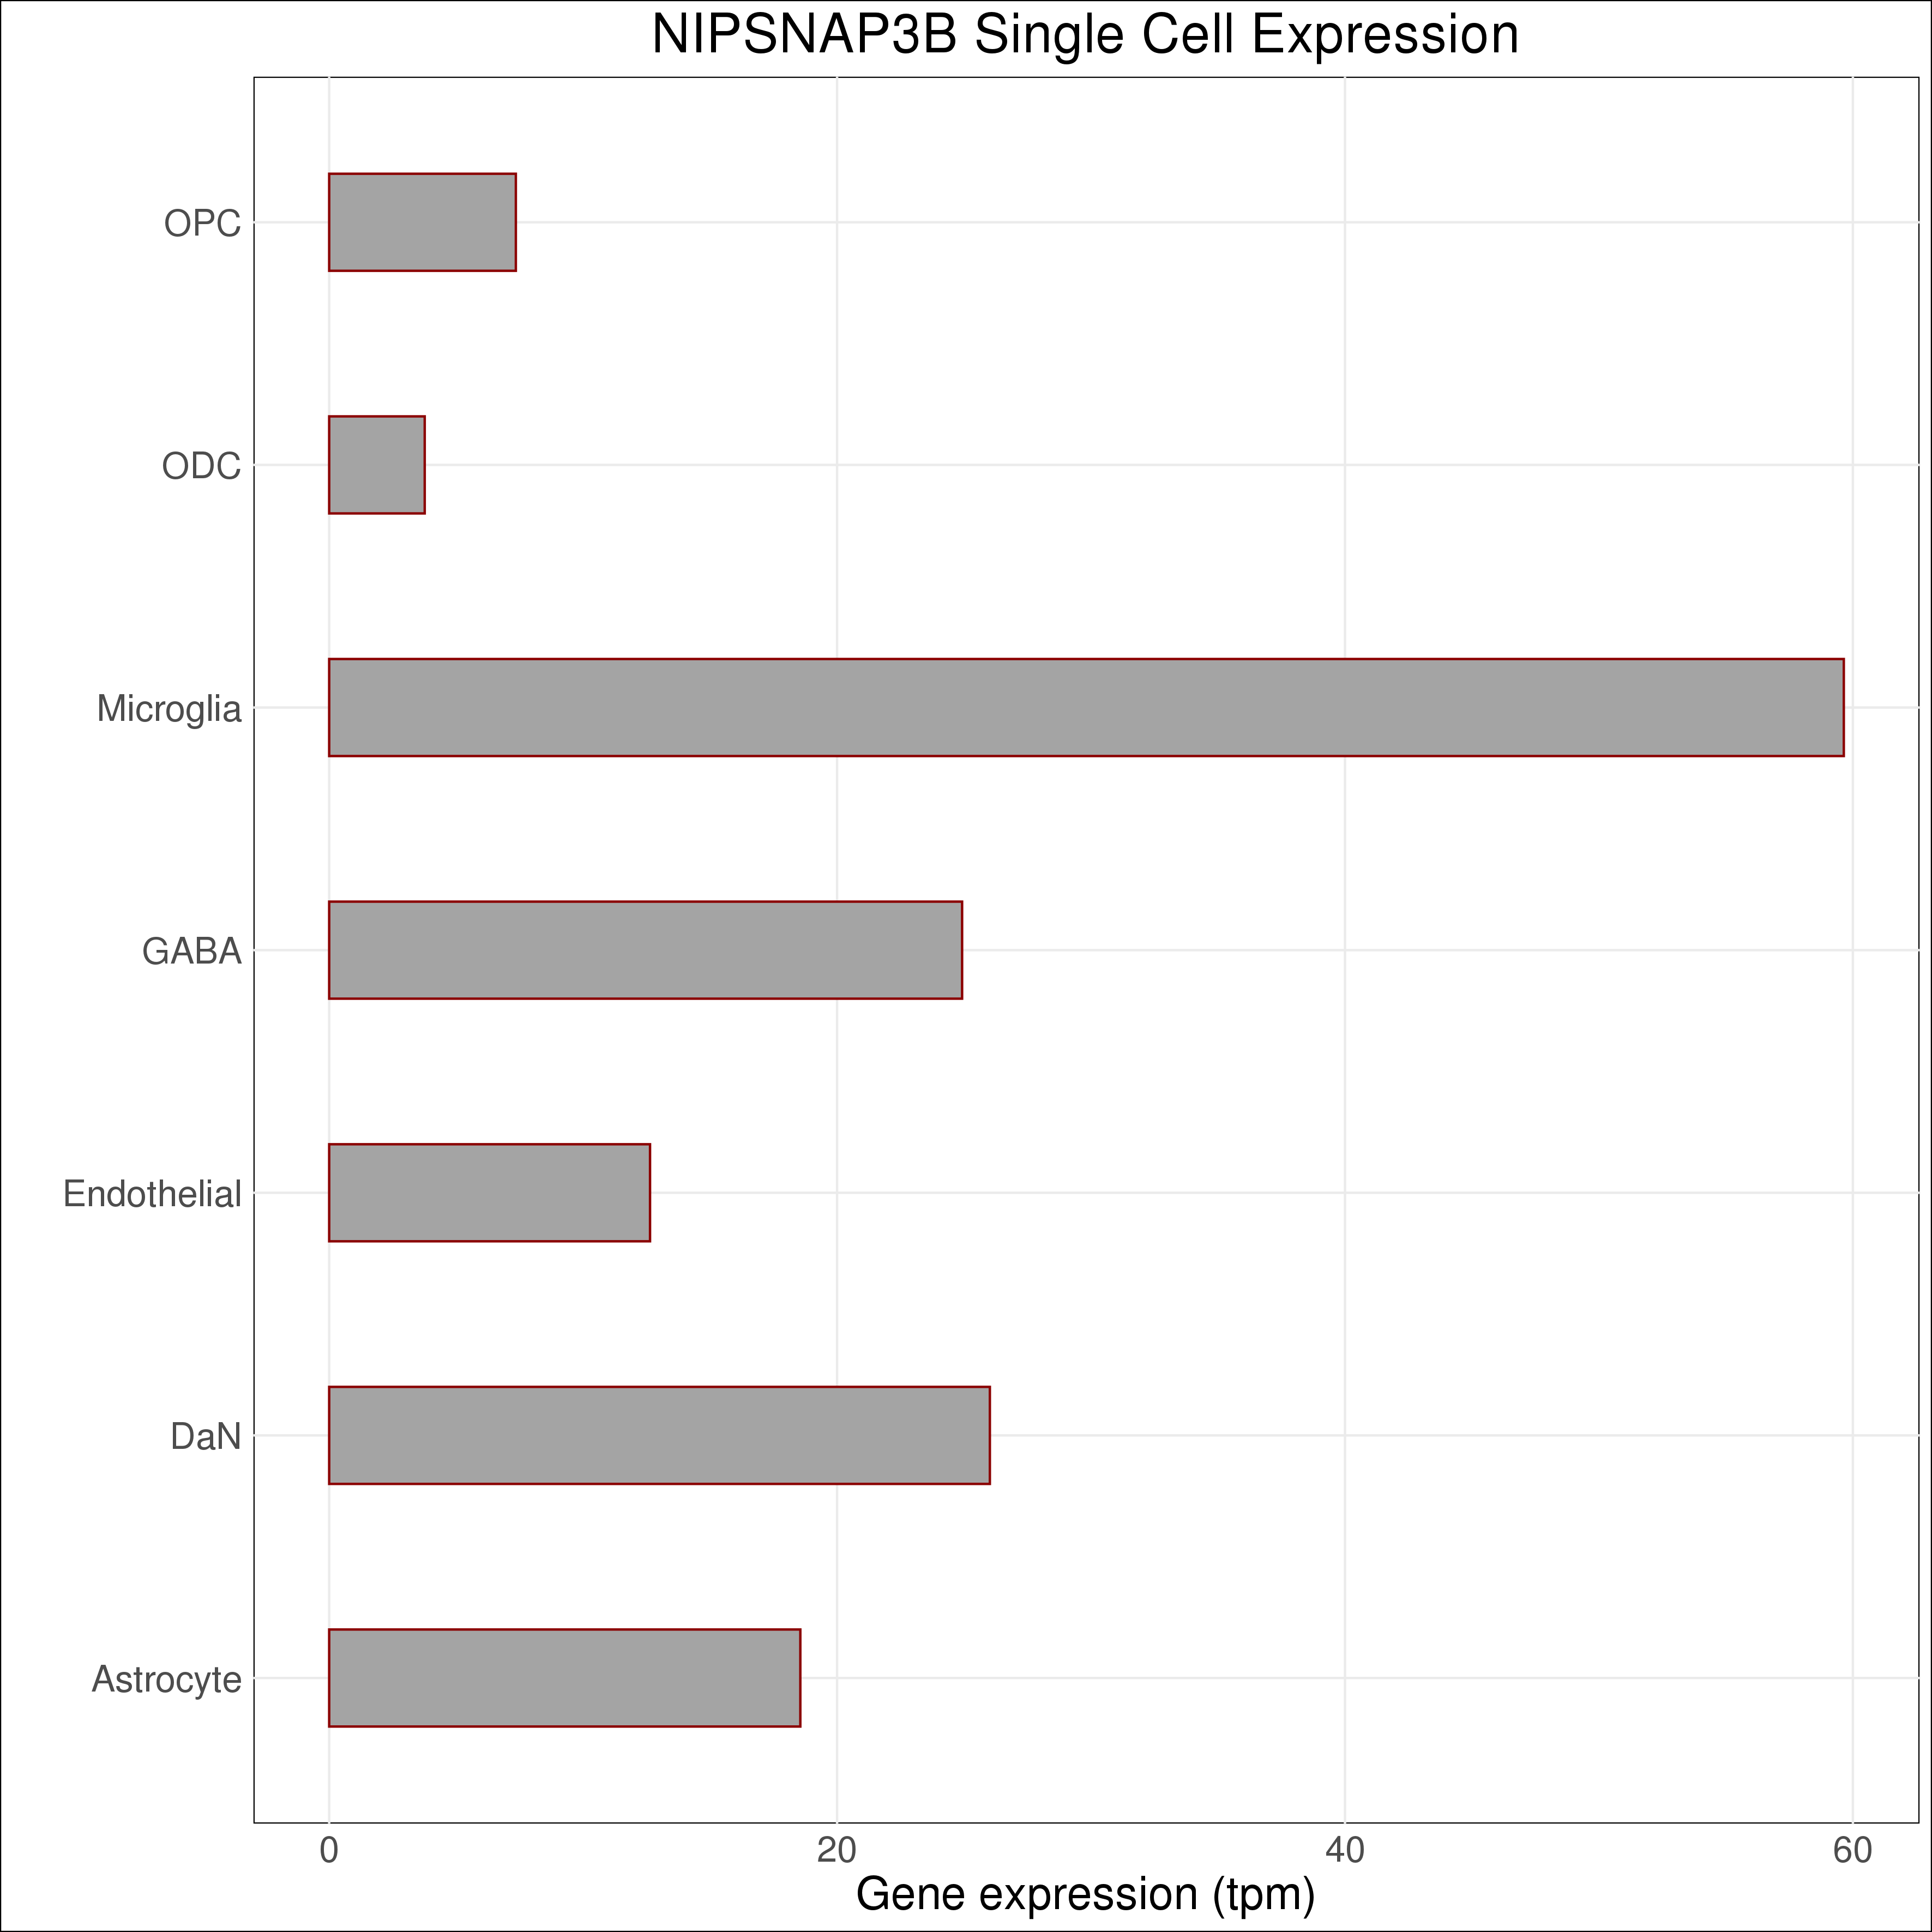 NIPSNAP3B Single Cell Expression
OPC
ODC
Microglia
GABA
Endothelial
DaN
Astrocyte
0 20 40 60
Gene expression (tpm)